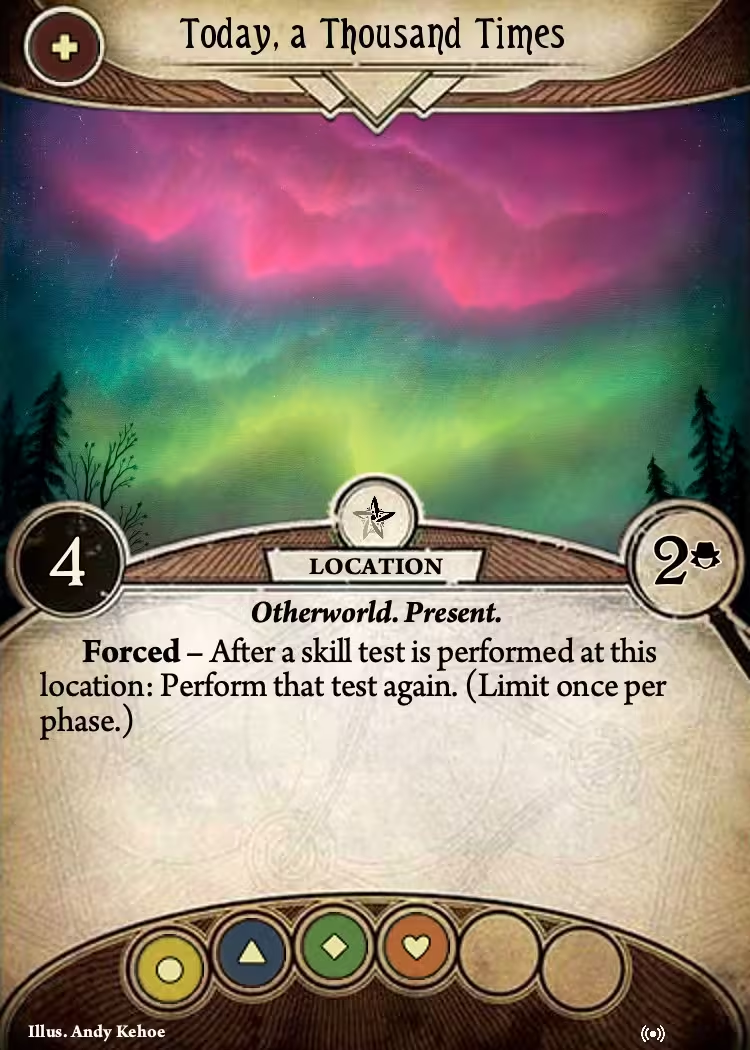 Today, a Thousand Times
4
2
LOCATION
Otherworld. Present.
Forced – After a skill test is performed at this
location: Perform that test again. (Limit once per
phase.)
Illus. Andy Kehoe